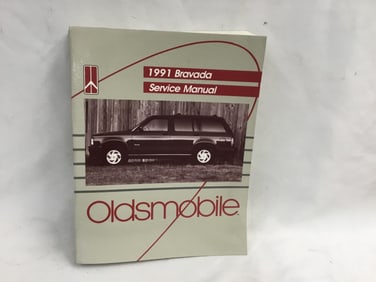 1991 Bravada
Service Manual
Oldsmobile